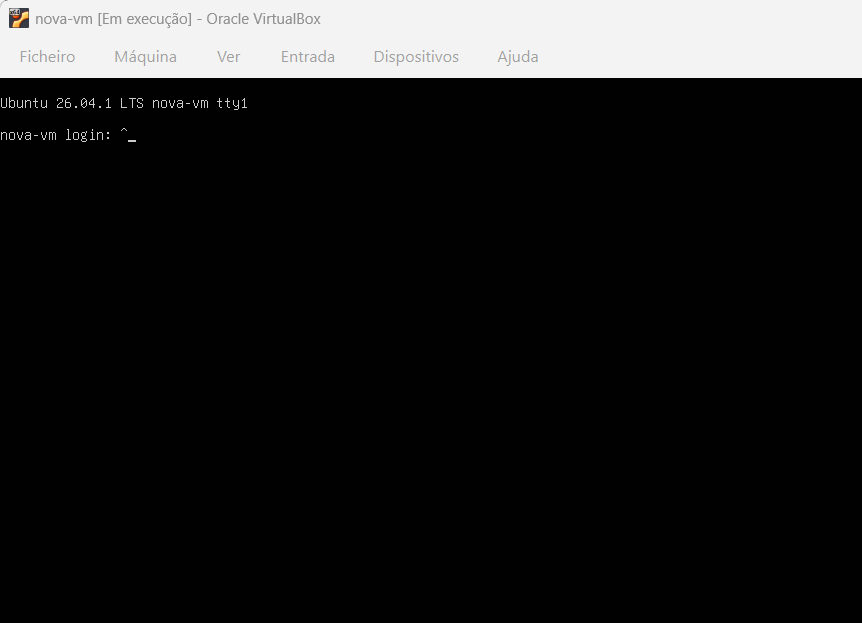 nova-vm [Em execução] - Oracle VirtualBox
Ficheiro Máquina Ver Entrada Dispositivos Ajuda
Ubuntu 26.04.1 LTS nova-vm tty1
nova-vm login: ^_